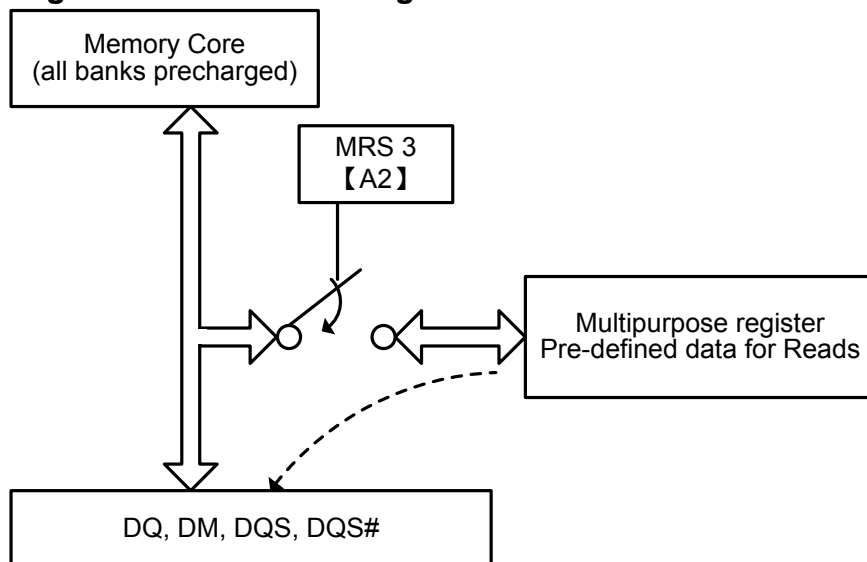 Memory Core
(all banks precharged)
MRS 3
【A2】
Multipurpose register
Pre-defined data for Reads
DQ, DM, DQS, DQS#